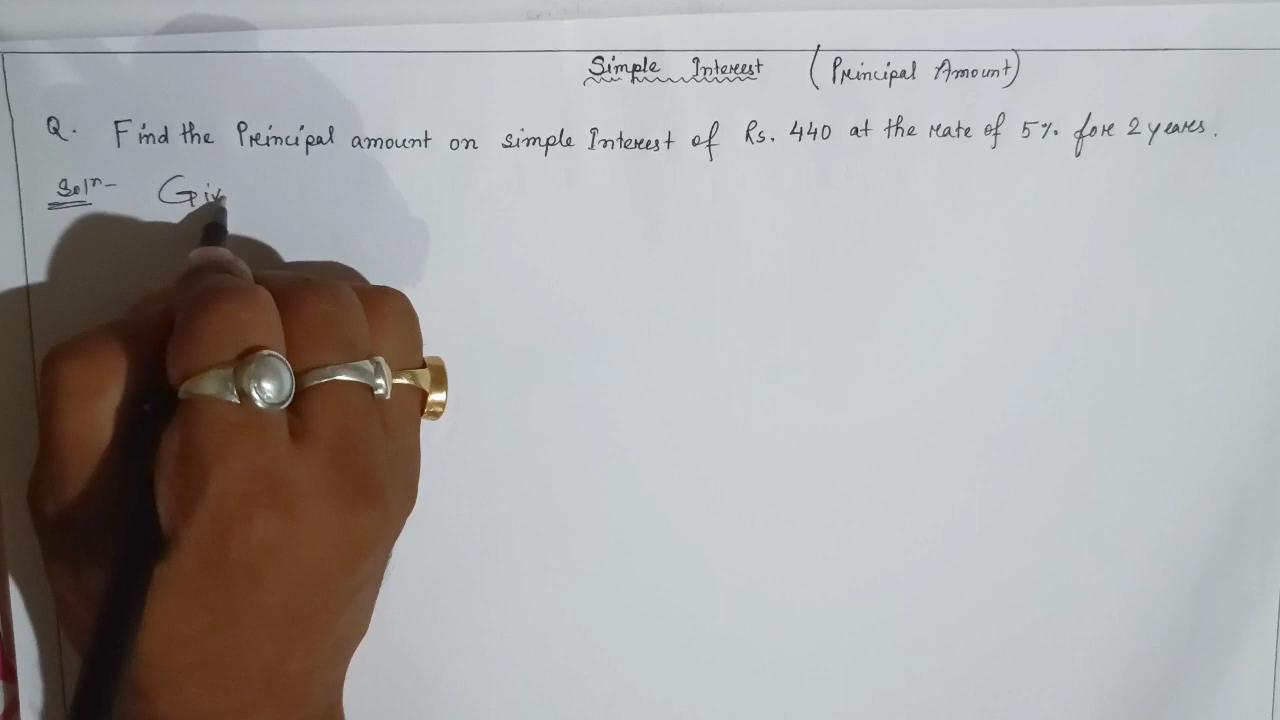 Simple Interest (Principal Amount)
Q. Find the Principal amount on simple Interest of Rs. 440 at the rate of 5% for 2 years.
Solⁿ- Giv